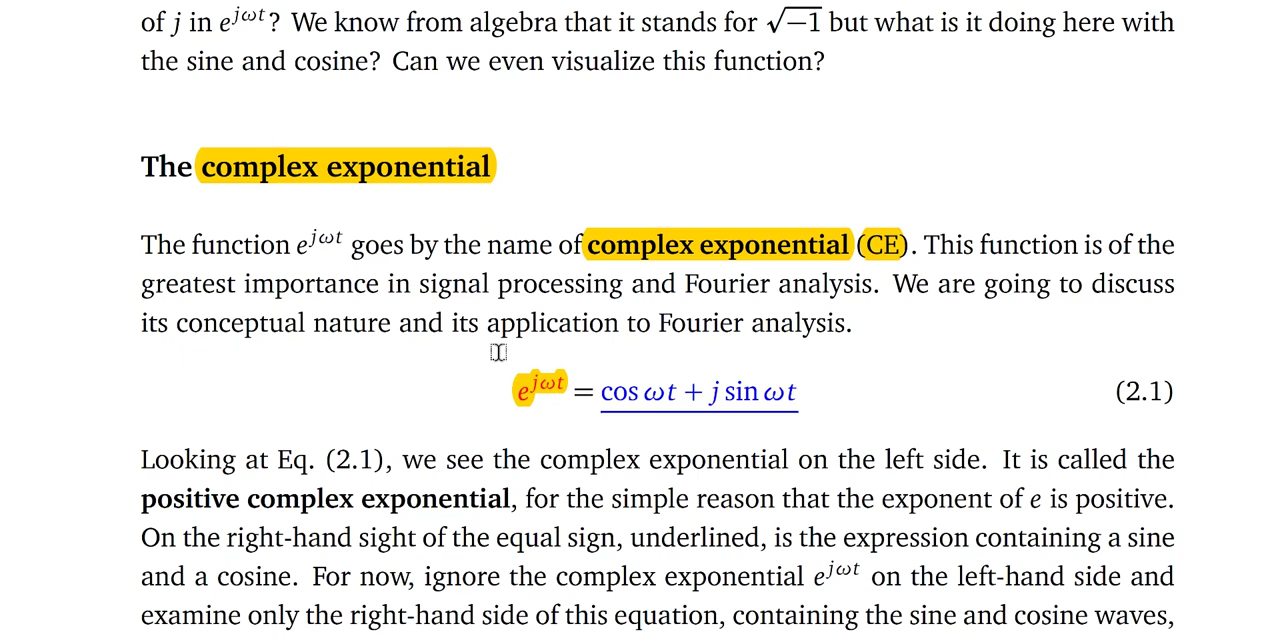 of j in e^{jωt}? We know from algebra that it stands for √−1 but what is it doing here with
the sine and cosine? Can we even visualize this function?
The complex exponential
The function e^{jωt} goes by the name of complex exponential (CE). This function is of the
greatest importance in signal processing and Fourier analysis. We are going to discuss
its conceptual nature and its application to Fourier analysis.
e^{jωt} = cos ωt + j sin ωt (2.1)
Looking at Eq. (2.1), we see the complex exponential on the left side. It is called the
positive complex exponential, for the simple reason that the exponent of e is positive.
On the right-hand sight of the equal sign, underlined, is the expression containing a sine
and a cosine. For now, ignore the complex exponential e^{jωt} on the left-hand side and
examine only the right-hand side of this equation, containing the sine and cosine waves,